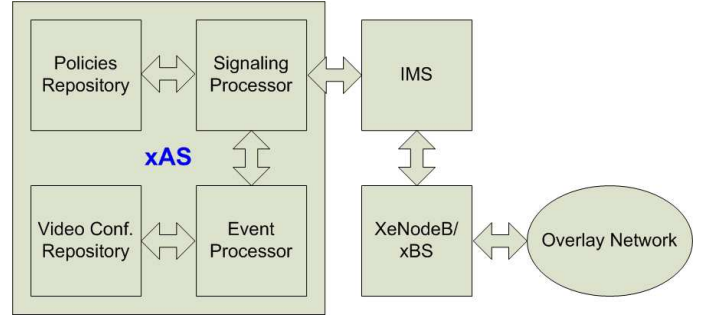 Policies
Repository
Signaling
Processor
IMS
xAS
Video Conf.
Repository
Event
Processor
XeNodeB/
xBS
Overlay Network